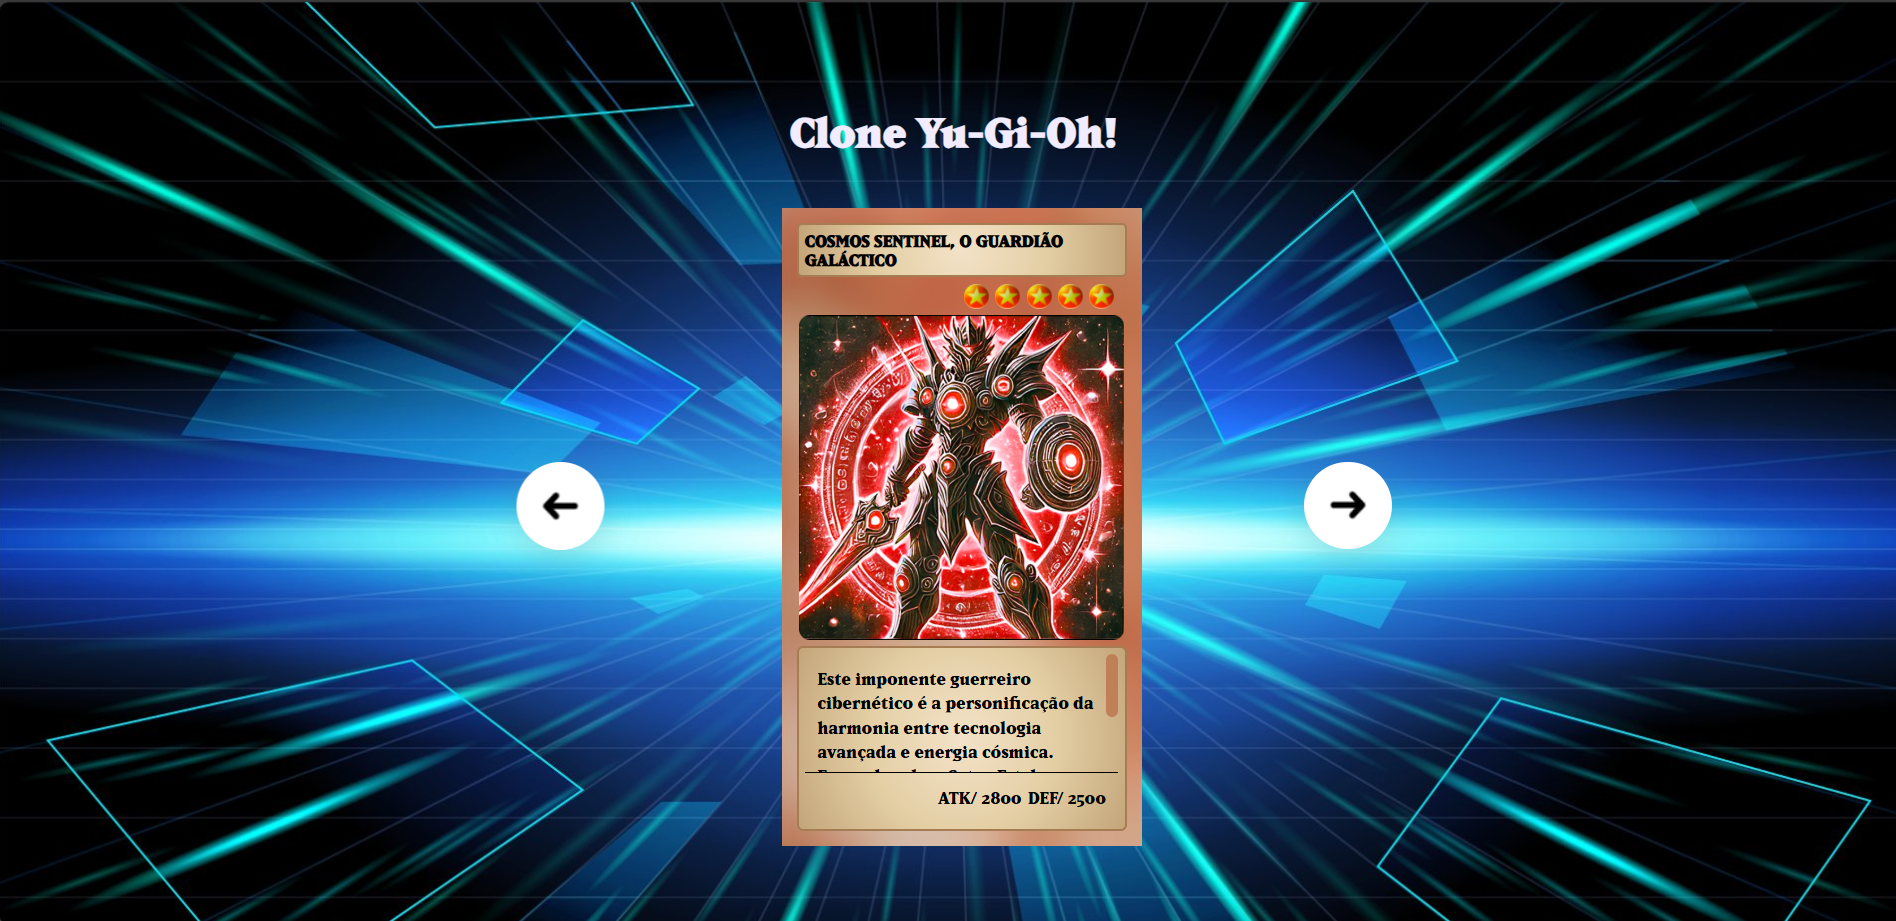 Clone Yu-Gi-Oh!
COSMOS SENTINEL, O GUARDIÃO
GALÁCTICO
Este imponente guerreiro
cibernético é a personificação da
harmonia entre tecnologia
avançada e energia cósmica.
ATK/ 2800 DEF/ 2500